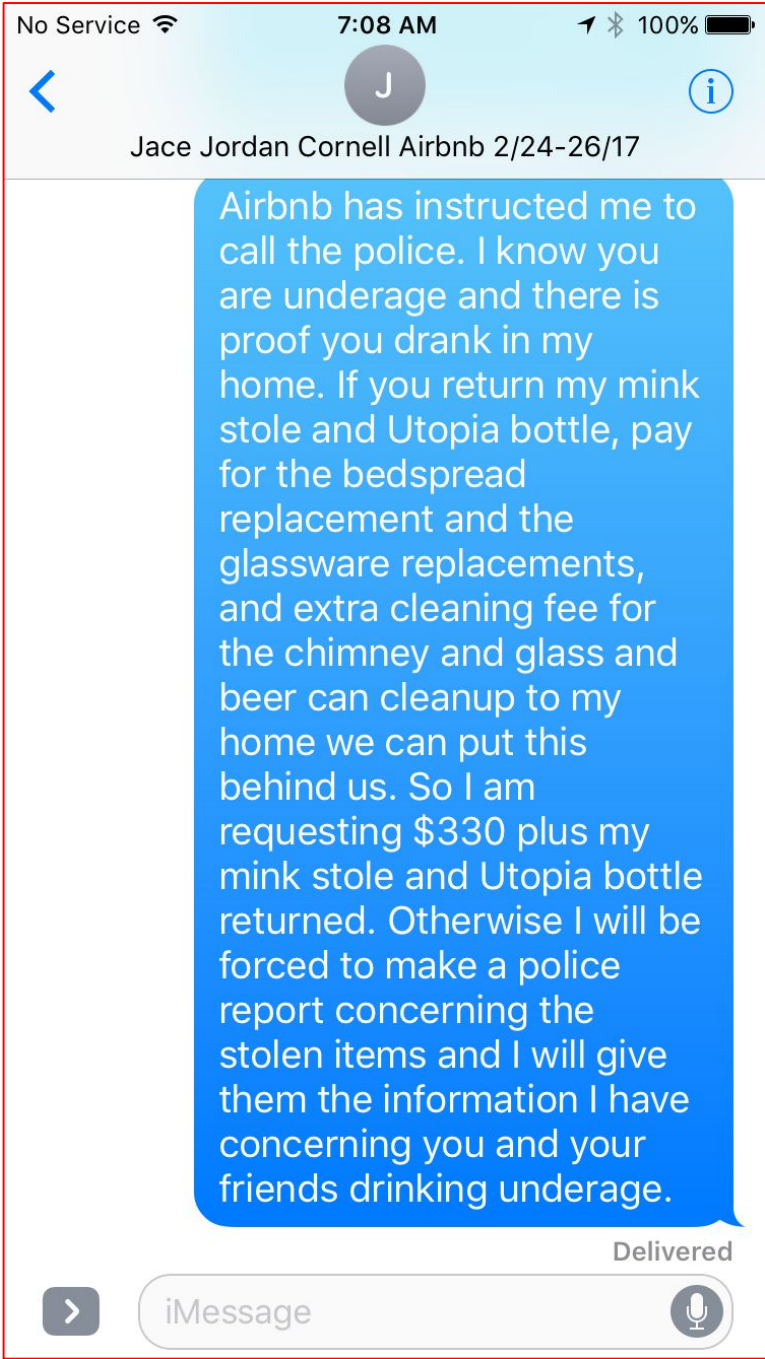 No Service 7:08 AM 100%
J
Jace Jordan Cornell Airbnb 2/24-26/17
Airbnb has instructed me to
call the police. I know you
are underage and there is
proof you drank in my
home. If you return my mink
stole and Utopia bottle, pay
for the bedspread
replacement and the
glassware replacements,
and extra cleaning fee for
the chimney and glass and
beer can cleanup to my
home we can put this
behind us. So I am
requesting $330 plus my
mink stole and Utopia bottle
returned. Otherwise I will be
forced to make a police
report concerning the
stolen items and I will give
them the information I have
concerning you and your
friends drinking underage.
Delivered
iMessage